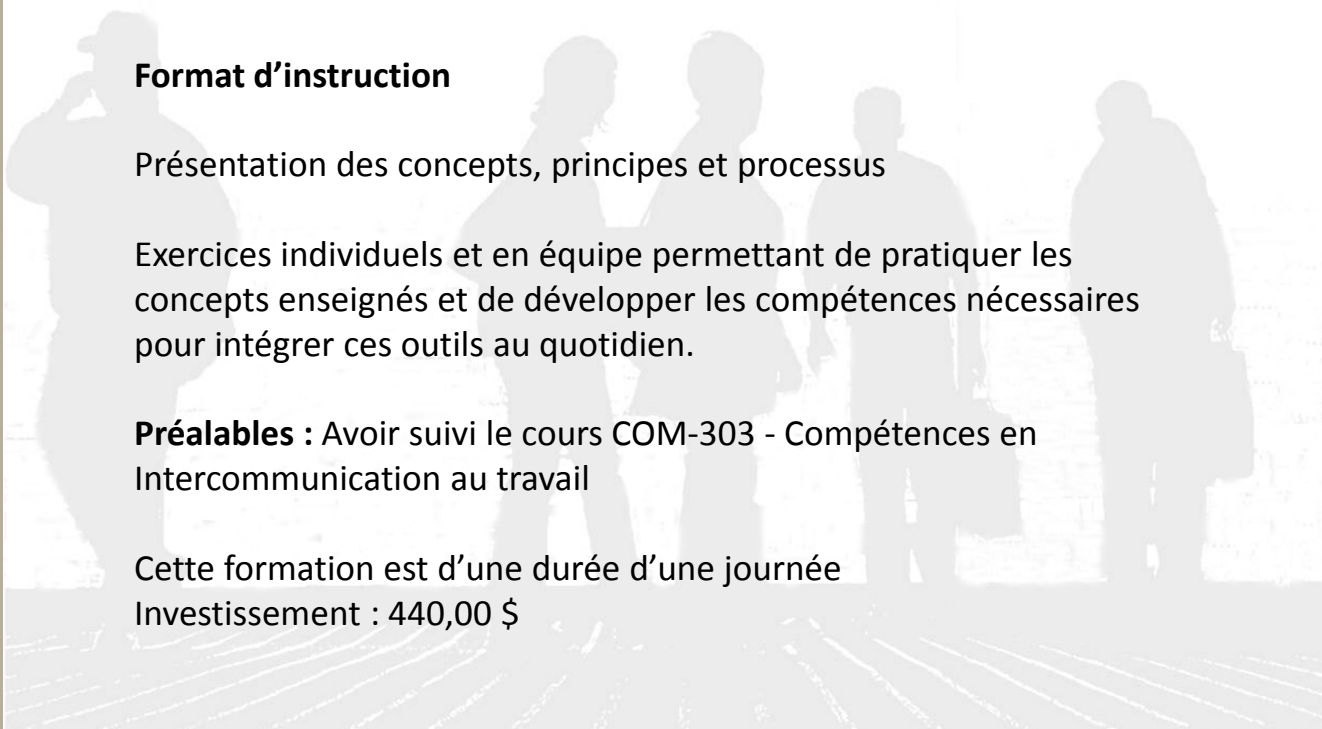 Format d’instruction
Présentation des concepts, principes et processus
Exercices individuels et en équipe permettant de pratiquer les
concepts enseignés et de développer les compétences nécessaires
pour intégrer ces outils au quotidien.
Préalables : Avoir suivi le cours COM-303 - Compétences en
Intercommunication au travail
Cette formation est d’une durée d’une journée
Investissement : 440,00 $